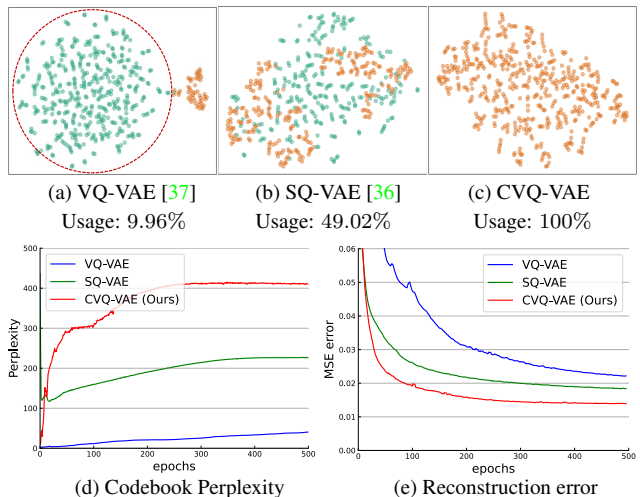 (a) VQ-VAE [37] (b) SQ-VAE [36] (c) CVQ-VAE
Usage: 9.96% Usage: 49.02% Usage: 100%
VQ-VAE
SQ-VAE
CVQ-VAE (Ours)
Perplexity
500
400
300
200
100
0
0 100 200 300 400 500
epochs
(d) Codebook Perplexity
VQ-VAE
SQ-VAE
CVQ-VAE (Ours)
MSE error
0.06
0.05
0.04
0.03
0.02
0.01
0.00
0 100 200 300 400 500
epochs
(e) Reconstruction error